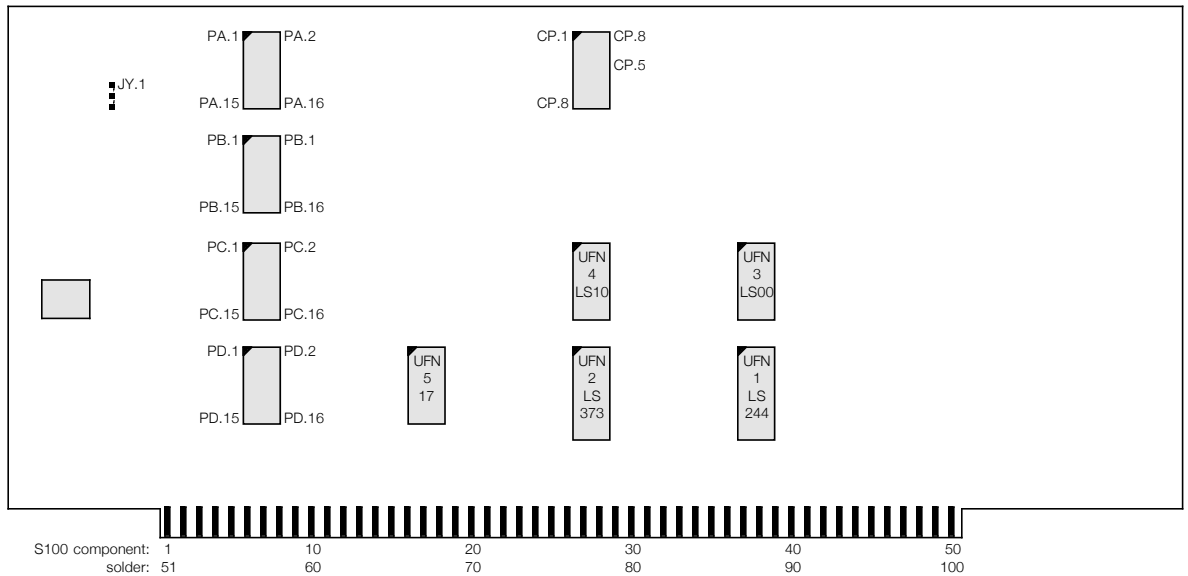 PA.1 PA.2 CP.1 CP.8
CP.5
JY.1
PA.15 PA.16 CP.8
PB.1 PB.1
PB.15 PB.16
PC.1 PC.2
UFN
4
LS10
UFN
3
LS00
PC.15 PC.16
PD.1 PD.2
UFN
5
17
UFN
2
LS
373
UFN
1
LS
244
PD.15 PD.16
S100 component: 1 10 20 30 40 50
solder: 51 60 70 80 90 100